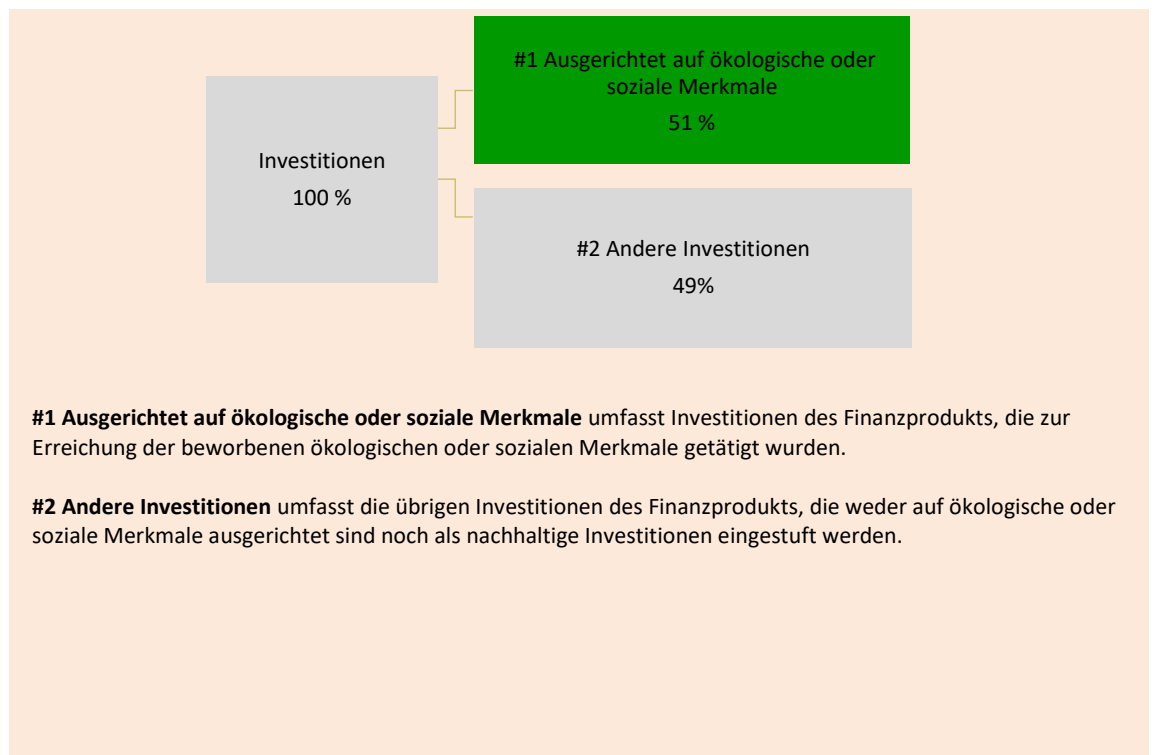 #1 Ausgerichtet auf ökologische oder
soziale Merkmale
51 %
Investitionen
100 %
#2 Andere Investitionen
49%
#1 Ausgerichtet auf ökologische oder soziale Merkmale umfasst Investitionen des Finanzprodukts, die zur
Erreichung der beworbenen ökologischen oder sozialen Merkmale getätigt wurden.
#2 Andere Investitionen umfasst die übrigen Investitionen des Finanzprodukts, die weder auf ökologische oder
soziale Merkmale ausgerichtet sind noch als nachhaltige Investitionen eingestuft werden.